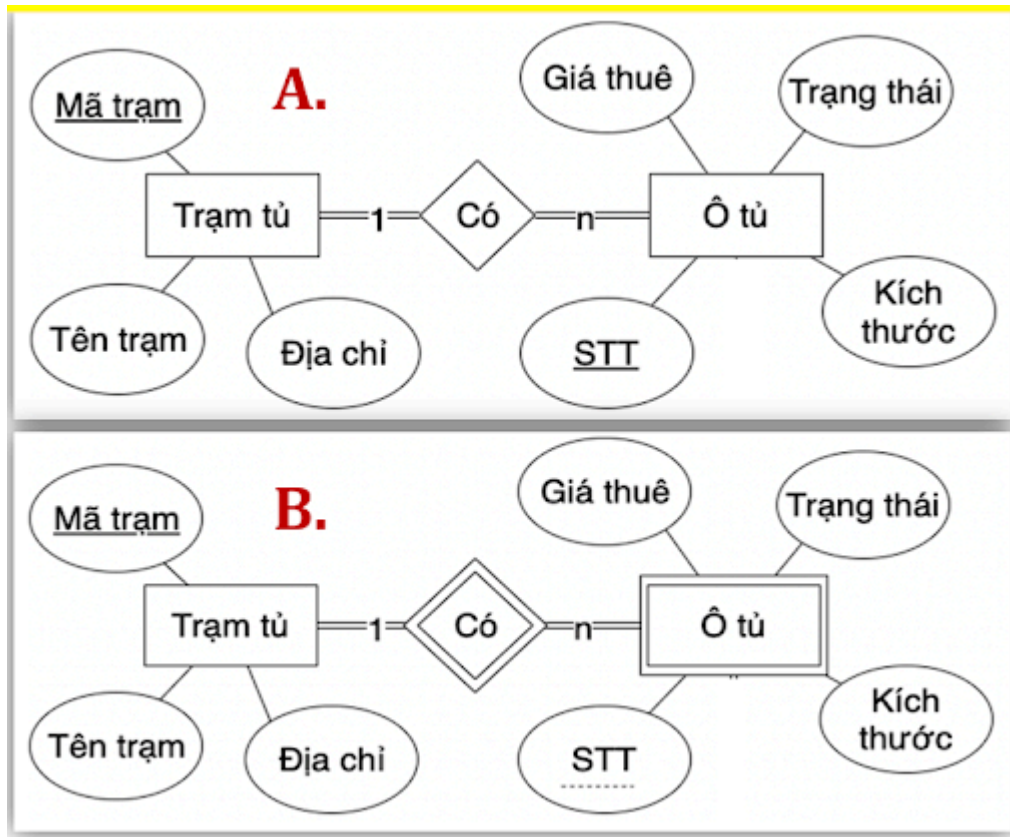 A.
Mã trạm
Giá thuê
Trạng thái
Trạm tủ
1
Có
n
Ô tủ
Tên trạm
Địa chỉ
STT
Kích
thước
B.
Mã trạm
Giá thuê
Trạng thái
Trạm tủ
1
Có
n
Ô tủ
Tên trạm
Địa chỉ
STT
Kích
thước